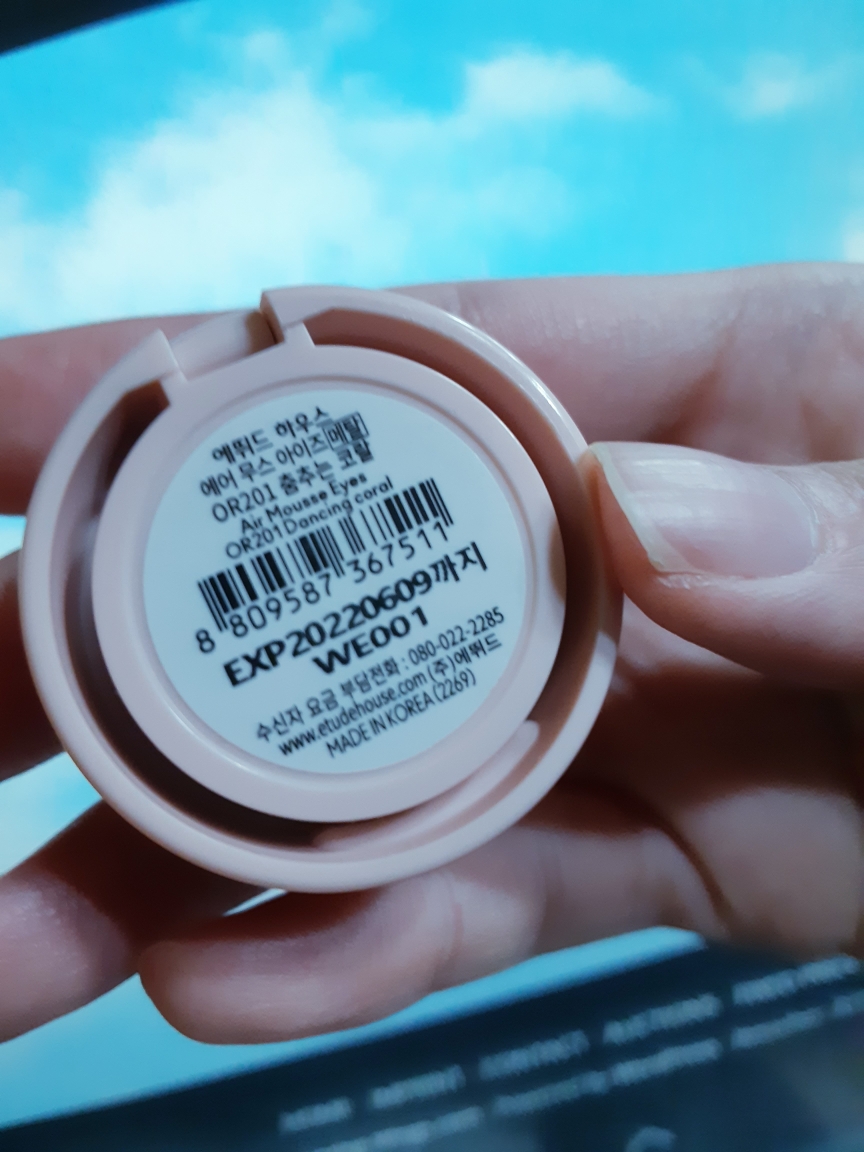 에뛰드 하우스
에어 무스 아이즈[메탈]
OR201 춤추는 코랄
Air Mousse Eyes
OR201 Dancing coral
8 809587 367511
EXP20220609까지
WE001
수신자 요금 부담전화 : 080-022-2285
www.etudehouse.com (주)에뛰드
MADE IN KOREA (2269)